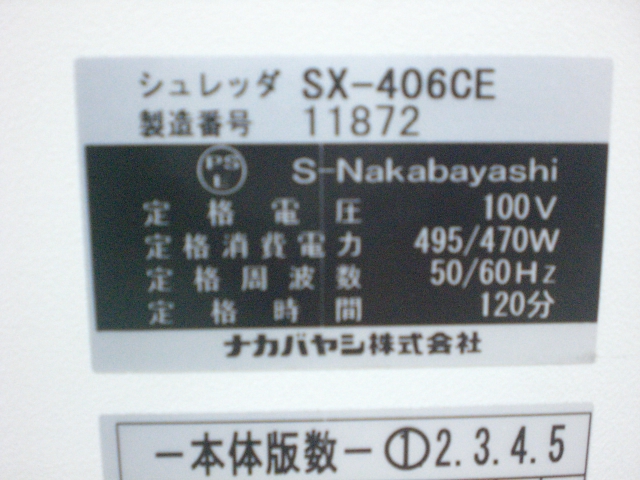 シュレッダ SX-406CE
製造番号 11872
PS E S-Nakabayashi
定格電圧 100V
定格消費電力 495/470W
定格周波数 50/60Hz
定格時間 120分
ナカバヤシ株式会社
-本体版数-①2.3.4.5